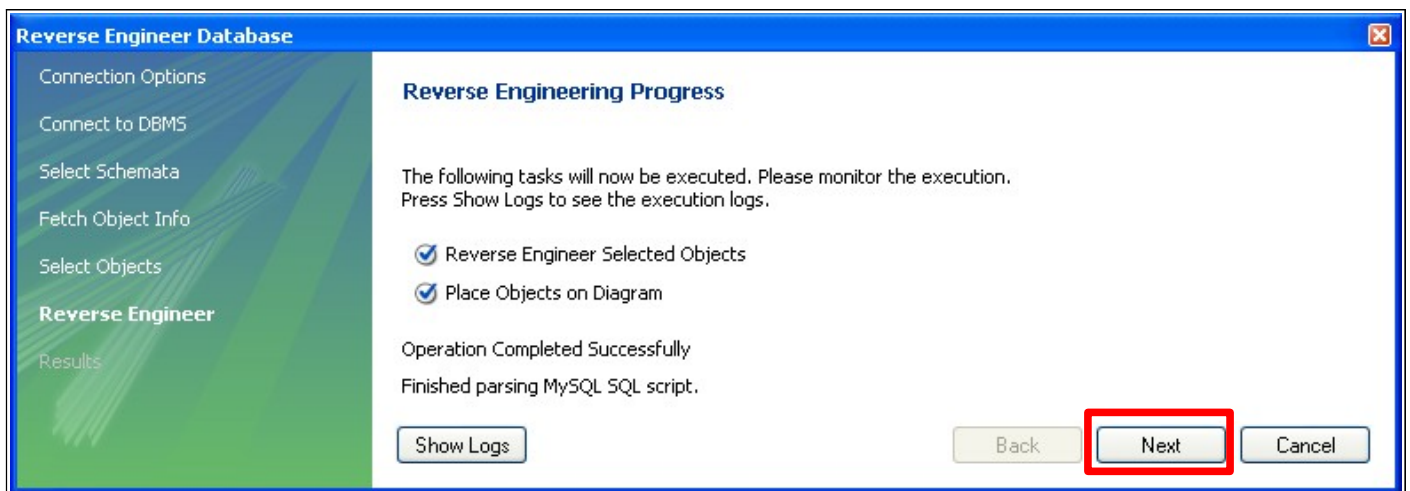 Reverse Engineer Database
Connection Options
Connect to DBMS
Select Schemata
Fetch Object Info
Select Objects
Reverse Engineer
Results
Reverse Engineering Progress
The following tasks will now be executed. Please monitor the execution.
Press Show Logs to see the execution logs.
Reverse Engineer Selected Objects
Place Objects on Diagram
Operation Completed Successfully
Finished parsing MySQL SQL script.
Show Logs
Back
Next
Cancel